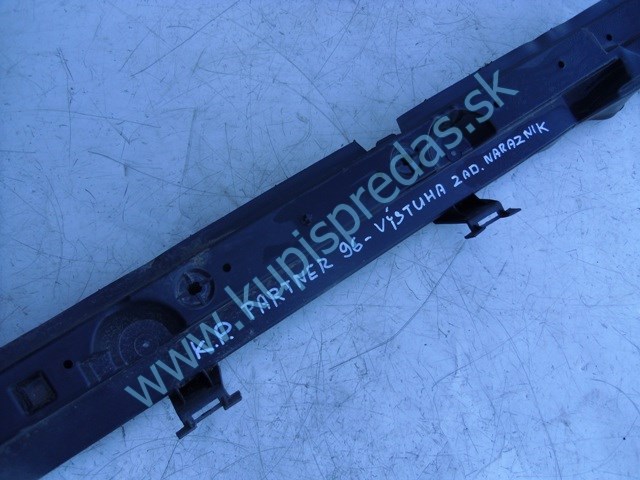 www.kupispredas.sk
K.P. PARTNER 96- VÝSTUHA ZAD. NARAZNIK